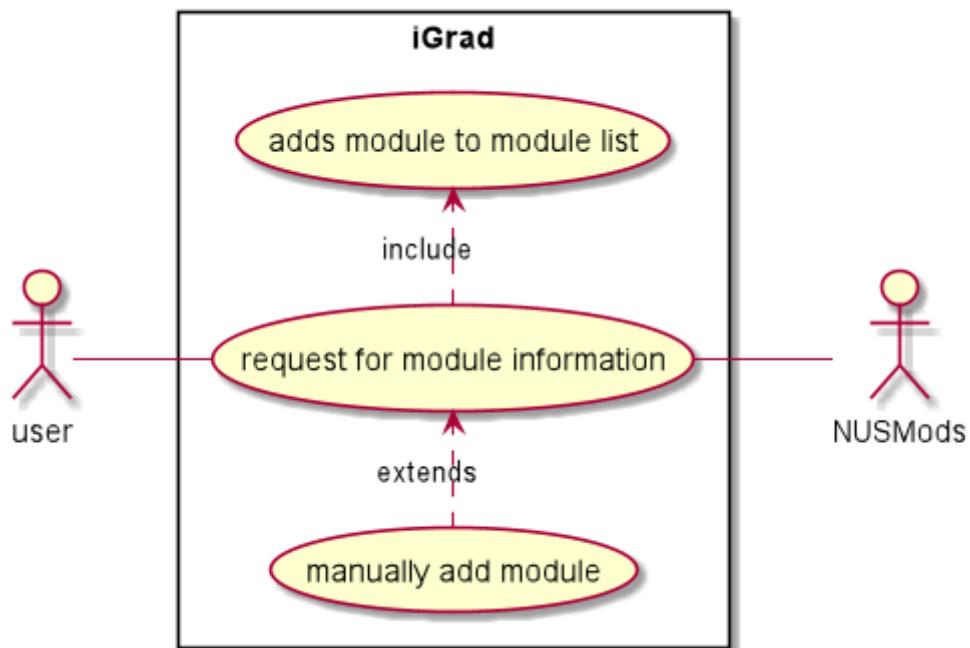 iGrad
adds module to module list
include
request for module information
user
NUSMods
extends
manually add module